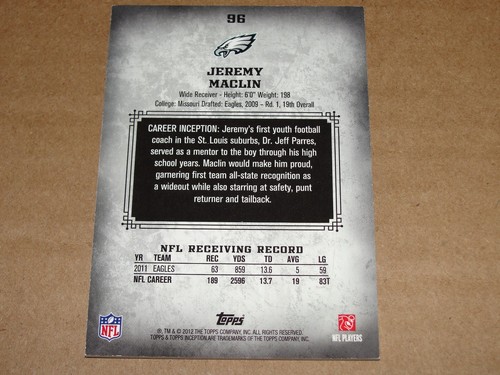 96
JEREMY
MACLIN
Wide Receiver - Height: 6'0" Weight: 198
College: Missouri Drafted: Eagles, 2009 - Rd. 1, 19th Overall
CAREER INCEPTION: Jeremy's first youth football
coach in the St. Louis suburbs, Dr. Jeff Parres,
served as a mentor to the boy through his high
school years. Maclin would make him proud,
garnering first team all-state recognition as
a wideout while also starring at safety, punt
returner and tailback.
NFL RECEIVING RECORD
YR TEAM REC YDS TD AVG LG
2011 EAGLES 63 859 13.6 5 59
NFL CAREER 189 2596 13.7 19 83T
Topps
®, TM & © 2012 THE TOPPS COMPANY, INC. ALL RIGHTS RESERVED.
TOPPS & TOPPS INCEPTION ARE TRADEMARKS OF THE TOPPS COMPANY, INC.
NFL
NFL PLAYERS